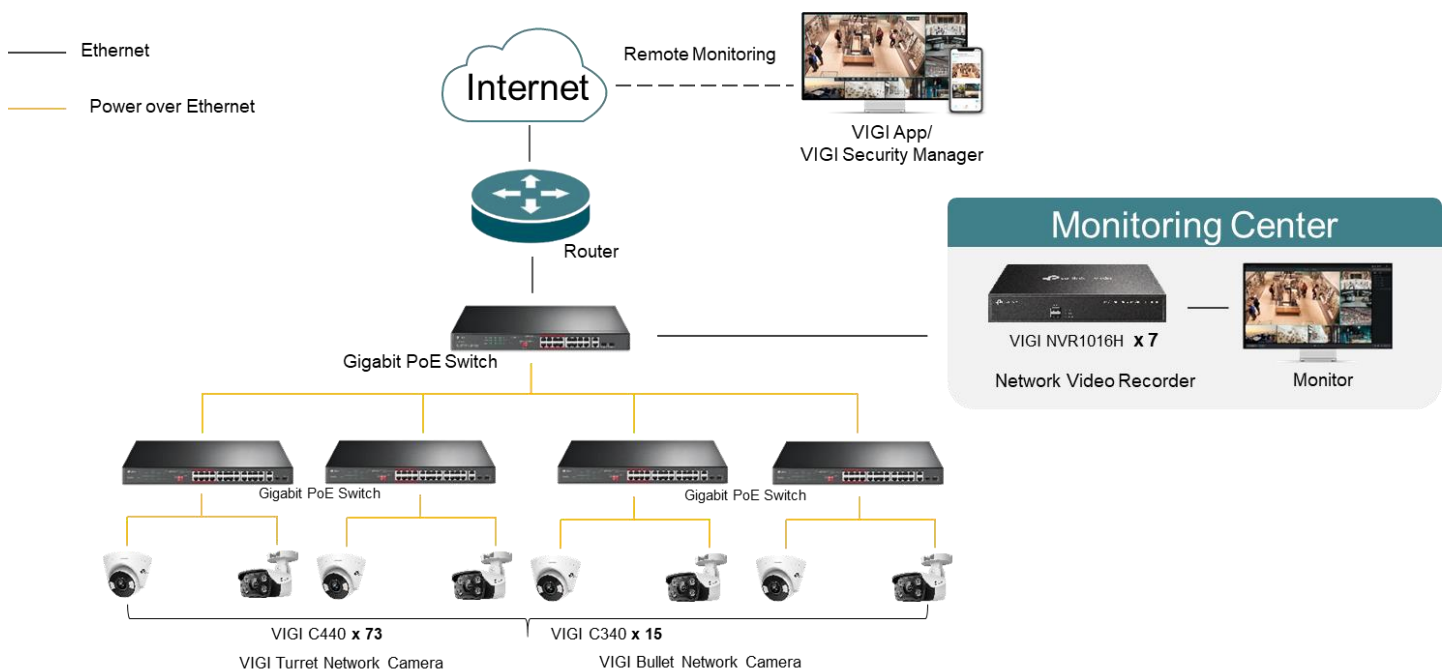 Ethernet
Power over Ethernet
Internet
Remote Monitoring
VIGI App/
VIGI Security Manager
Router
Gigabit PoE Switch
Monitoring Center
VIGI NVR1016H x 7
Network Video Recorder
Monitor
Gigabit PoE Switch
Gigabit PoE Switch
VIGI C440 x 73
VIGI C340 x 15
VIGI Turret Network Camera
VIGI Bullet Network Camera